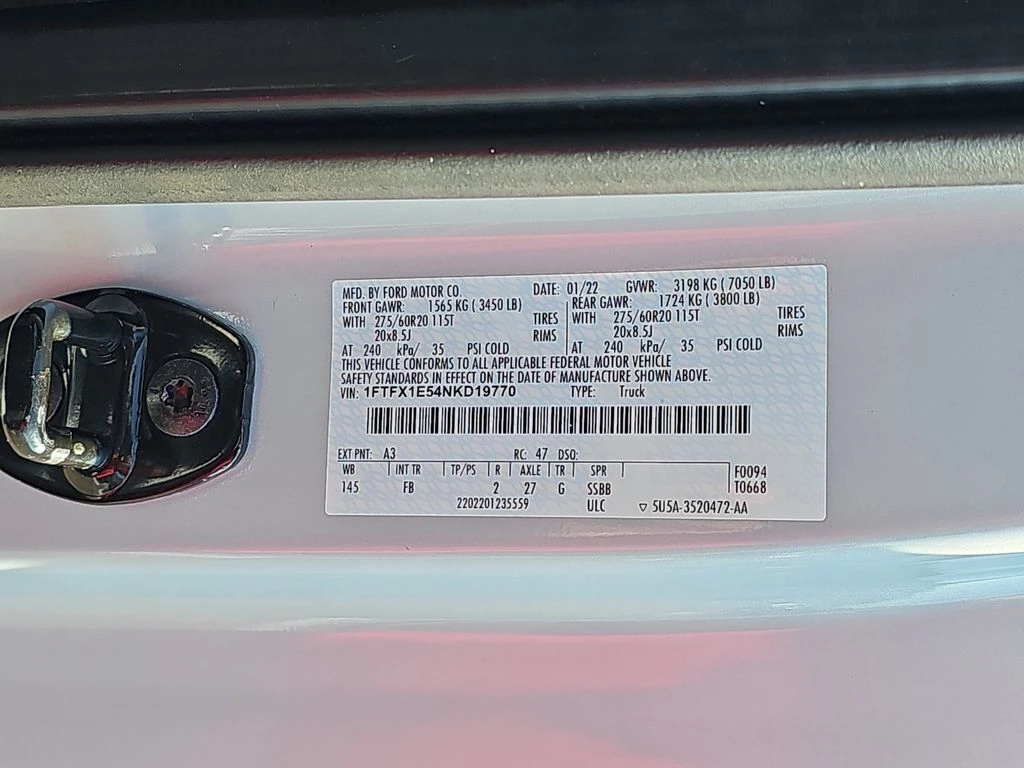 MFD. BY FORD MOTOR CO. DATE: 01/22 GVWR: 3198 KG ( 7050 LB)
FRONT GAWR: 1565 KG ( 3450 LB) REAR GAWR: 1724 KG ( 3800 LB)
WITH 275/60R20 115T TIRES WITH 275/60R20 115T TIRES
20x8.5J RIMS 20x8.5J RIMS
AT 240 kPa/ 35 PSI COLD AT 240 kPa/ 35 PSI COLD
THIS VEHICLE CONFORMS TO ALL APPLICABLE FEDERAL MOTOR VEHICLE
SAFETY STANDARDS IN EFFECT ON THE DATE OF MANUFACTURE SHOWN ABOVE.
VIN: 1FTFX1E54NKD19770 TYPE: Truck
EXT PNT: A3 RC: 47 DSO:
WB INT TR TP/PS R AXLE TR SPR F0094
145 FB 2 27 G SSBB T0668
2202201235559 ULC ▽ 5U5A-3520472-AA